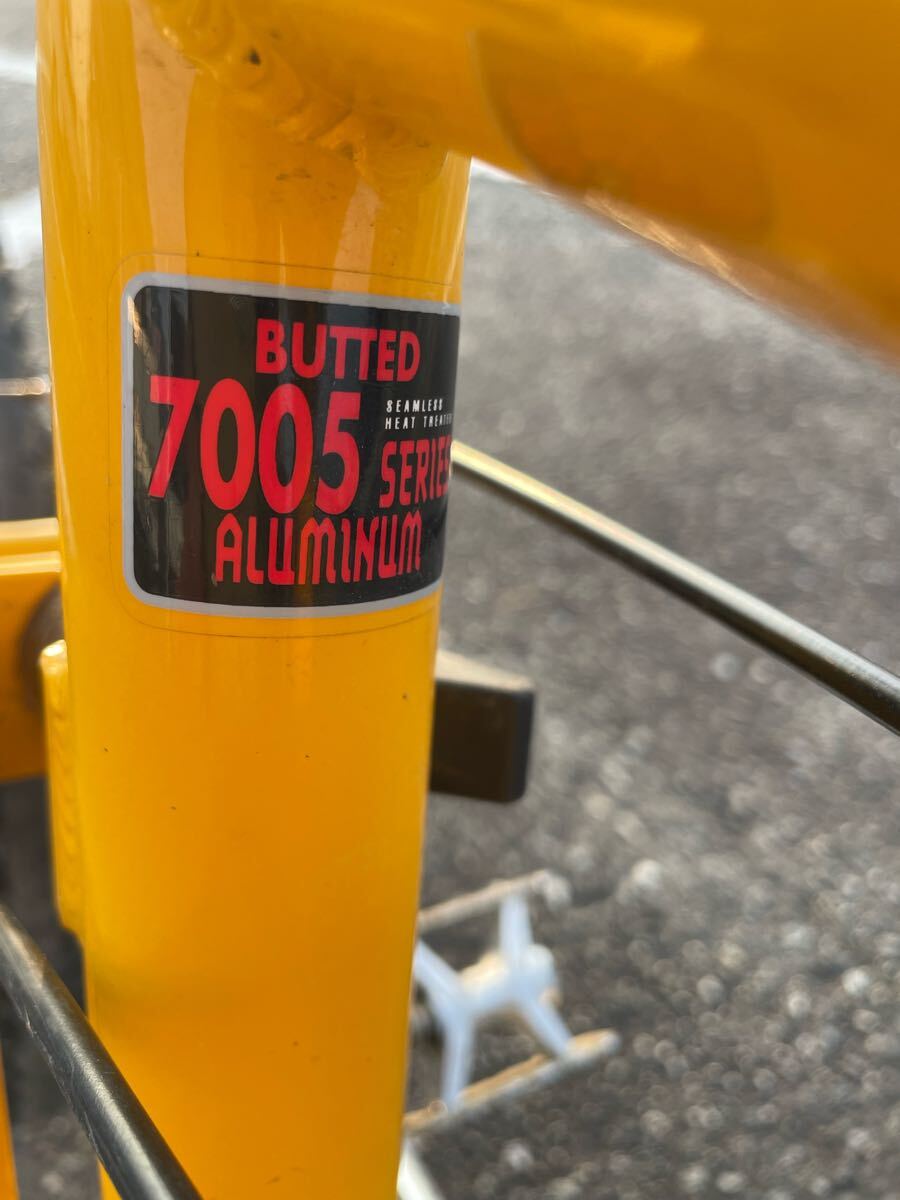 BUTTED
7005
SEAMLESS
HEAT TREATED
SERIES
ALUMINUM